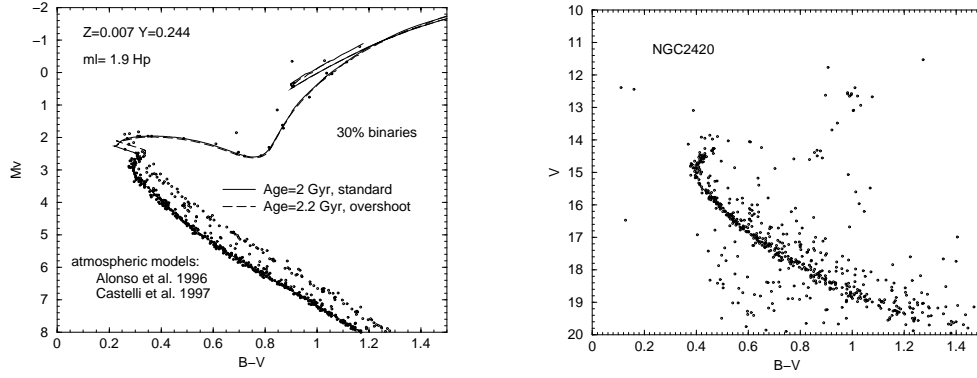 −2
−1
0
1
2
3
4
5
6
7
8
Mv
Z=0.007 Y=0.244
ml= 1.9 Hp
30% binaries
Age=2 Gyr, standard
Age=2.2 Gyr, overshoot
atmospheric models:
Alonso et al. 1996
Castelli et al. 1997
0 0.2 0.4 0.6 0.8 1 1.2 1.4
B−V
10
11
12
13
14
15
16
17
18
19
20
V
NGC2420
0 0.2 0.4 0.6 0.8 1 1.2 1.4
B−V